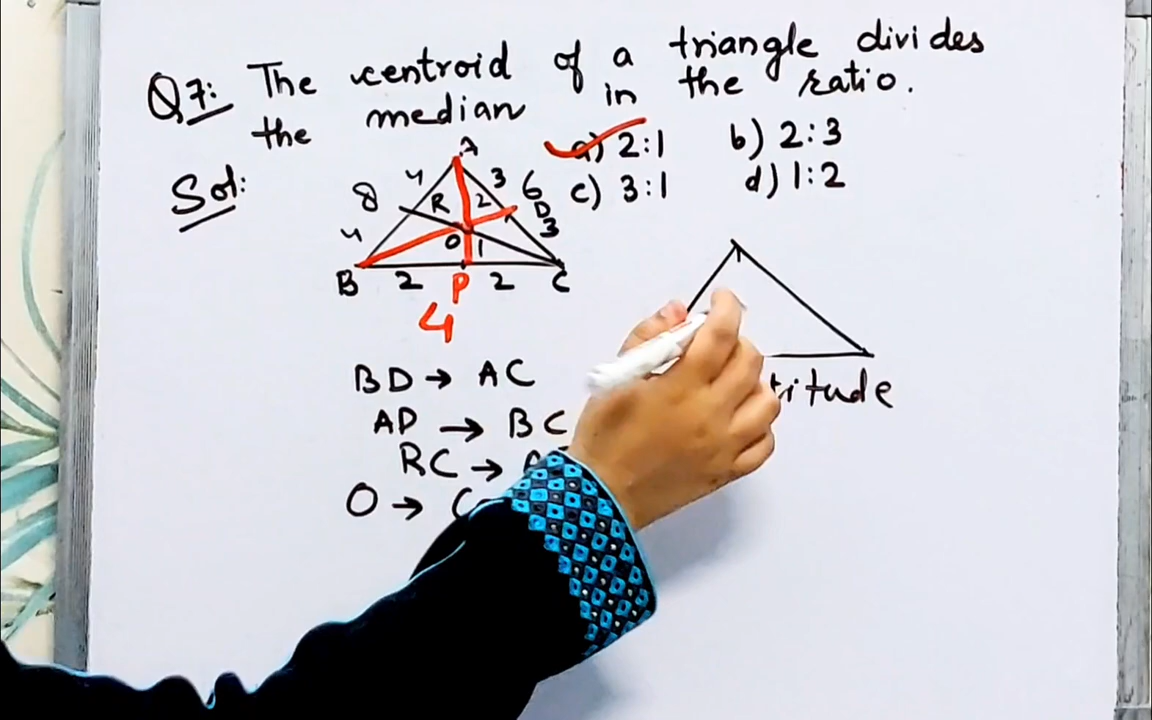 Q7: The centroid of a triangle divides
the median in the ratio.
a) 2:1 b) 2:3
Sol:
c) 3:1 d) 1:2
A
4 3
8 R 2 6
D
4 O 1 3
B 2 P 2 C
4
BD → AC
AP → BC
RC →
O →